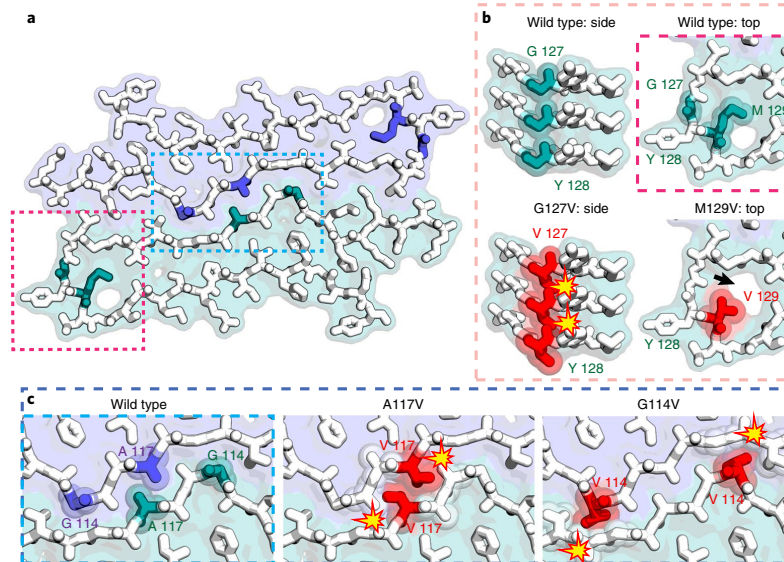 a
b
Wild type: side
Wild type: top
G 127
G 127
M 129
Y 128
Y 128
G127V: side
M129V: top
V 127
V 129
Y 128
Y 128
c
Wild type
A117V
G114V
A 117
G 114
G 114
A 117
V 117
V 117
V 114
V 114